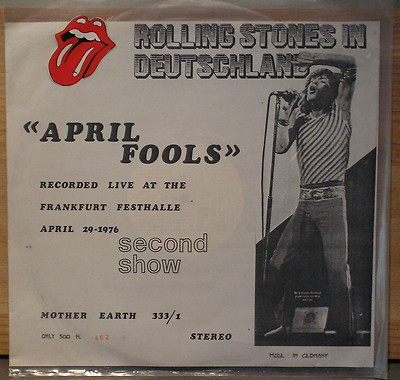 ROLLING STONES IN
DEUTSCHLAND
«APRIL
FOOLS»
RECORDED LIVE AT THE
FRANKFURT FESTHALLE
APRIL 29-1976
second
show
MOTHER EARTH 333/1
ONLY 500 N.
STEREO
MADE IN GERMANY